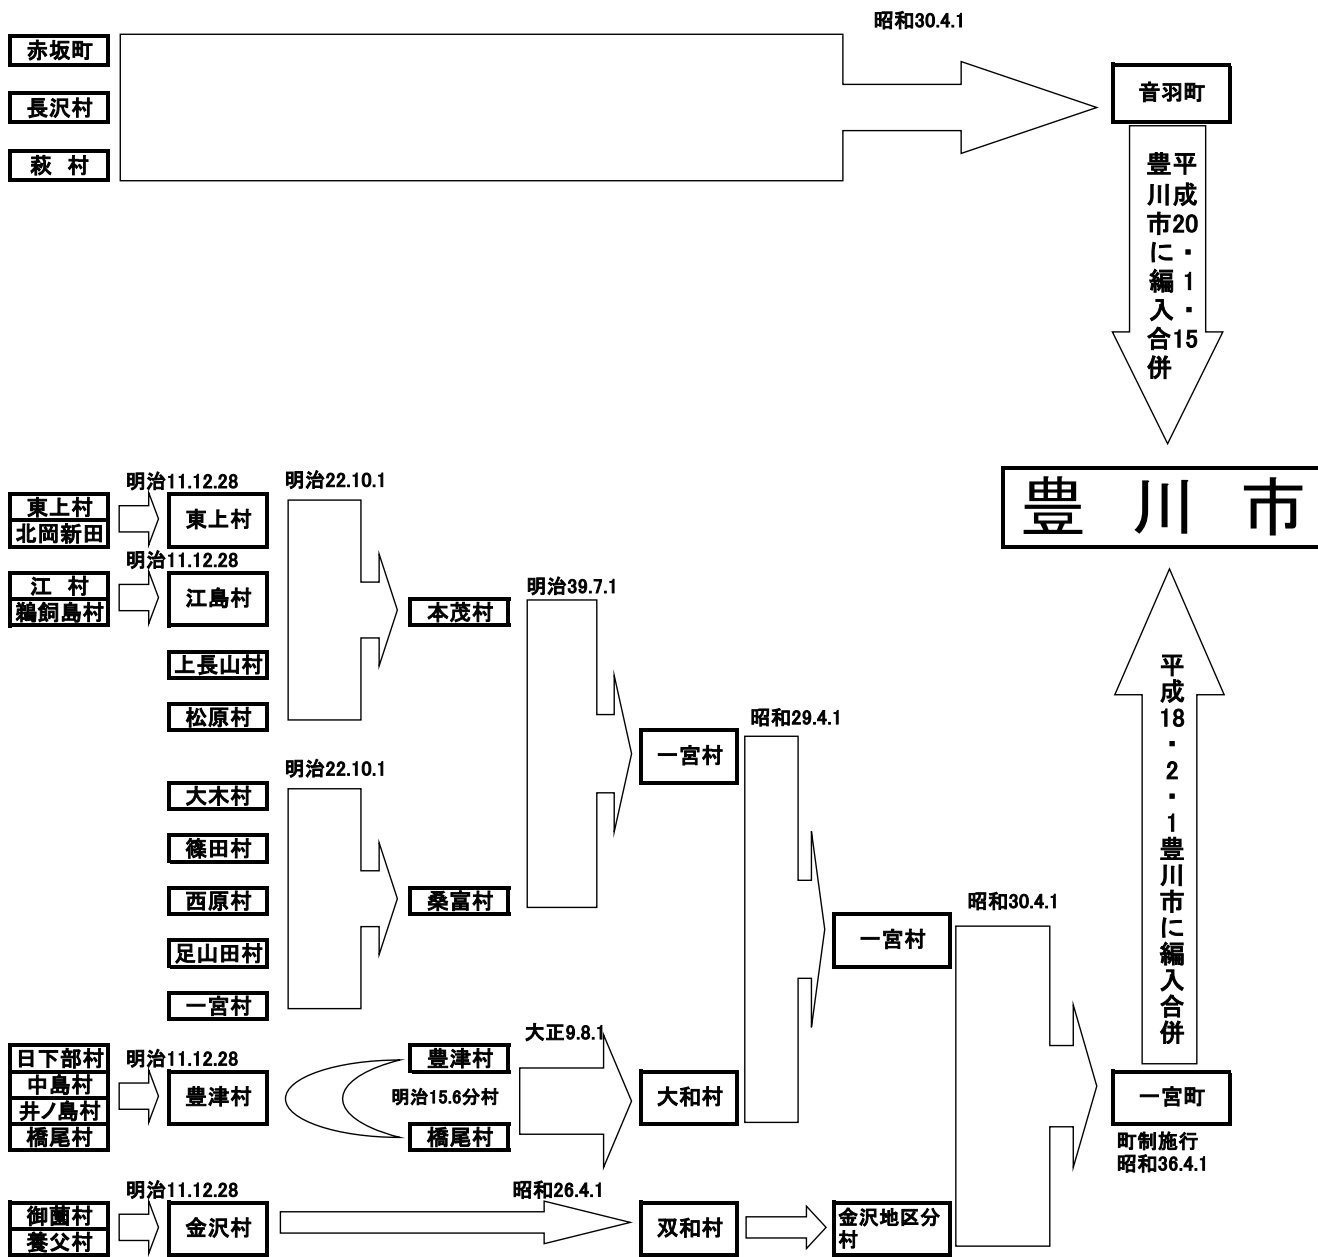 昭和30.4.1
赤坂町
長沢村
萩 村
音羽町
平成20・1・15
豊川市に編入合併
豊 川 市
明治11.12.28
東上村
北岡新田
東上村
明治22.10.1
明治11.12.28
江 村
鵜飼島村
江島村
上長山村
松原村
本茂村
明治39.7.1
明治22.10.1
大木村
篠田村
西原村
足山田村
一宮村
桑富村
一宮村
昭和29.4.1
一宮村
昭和30.4.1
日下部村
中島村
井ノ島村
橋尾村
明治11.12.28
豊津村
豊津村
明治15.6分村
橋尾村
大正9.8.1
大和村
平成18・2・1豊川市に編入合併
一宮町
町制施行
昭和36.4.1
御薗村
養父村
明治11.12.28
金沢村
昭和26.4.1
双和村
金沢地区分
村